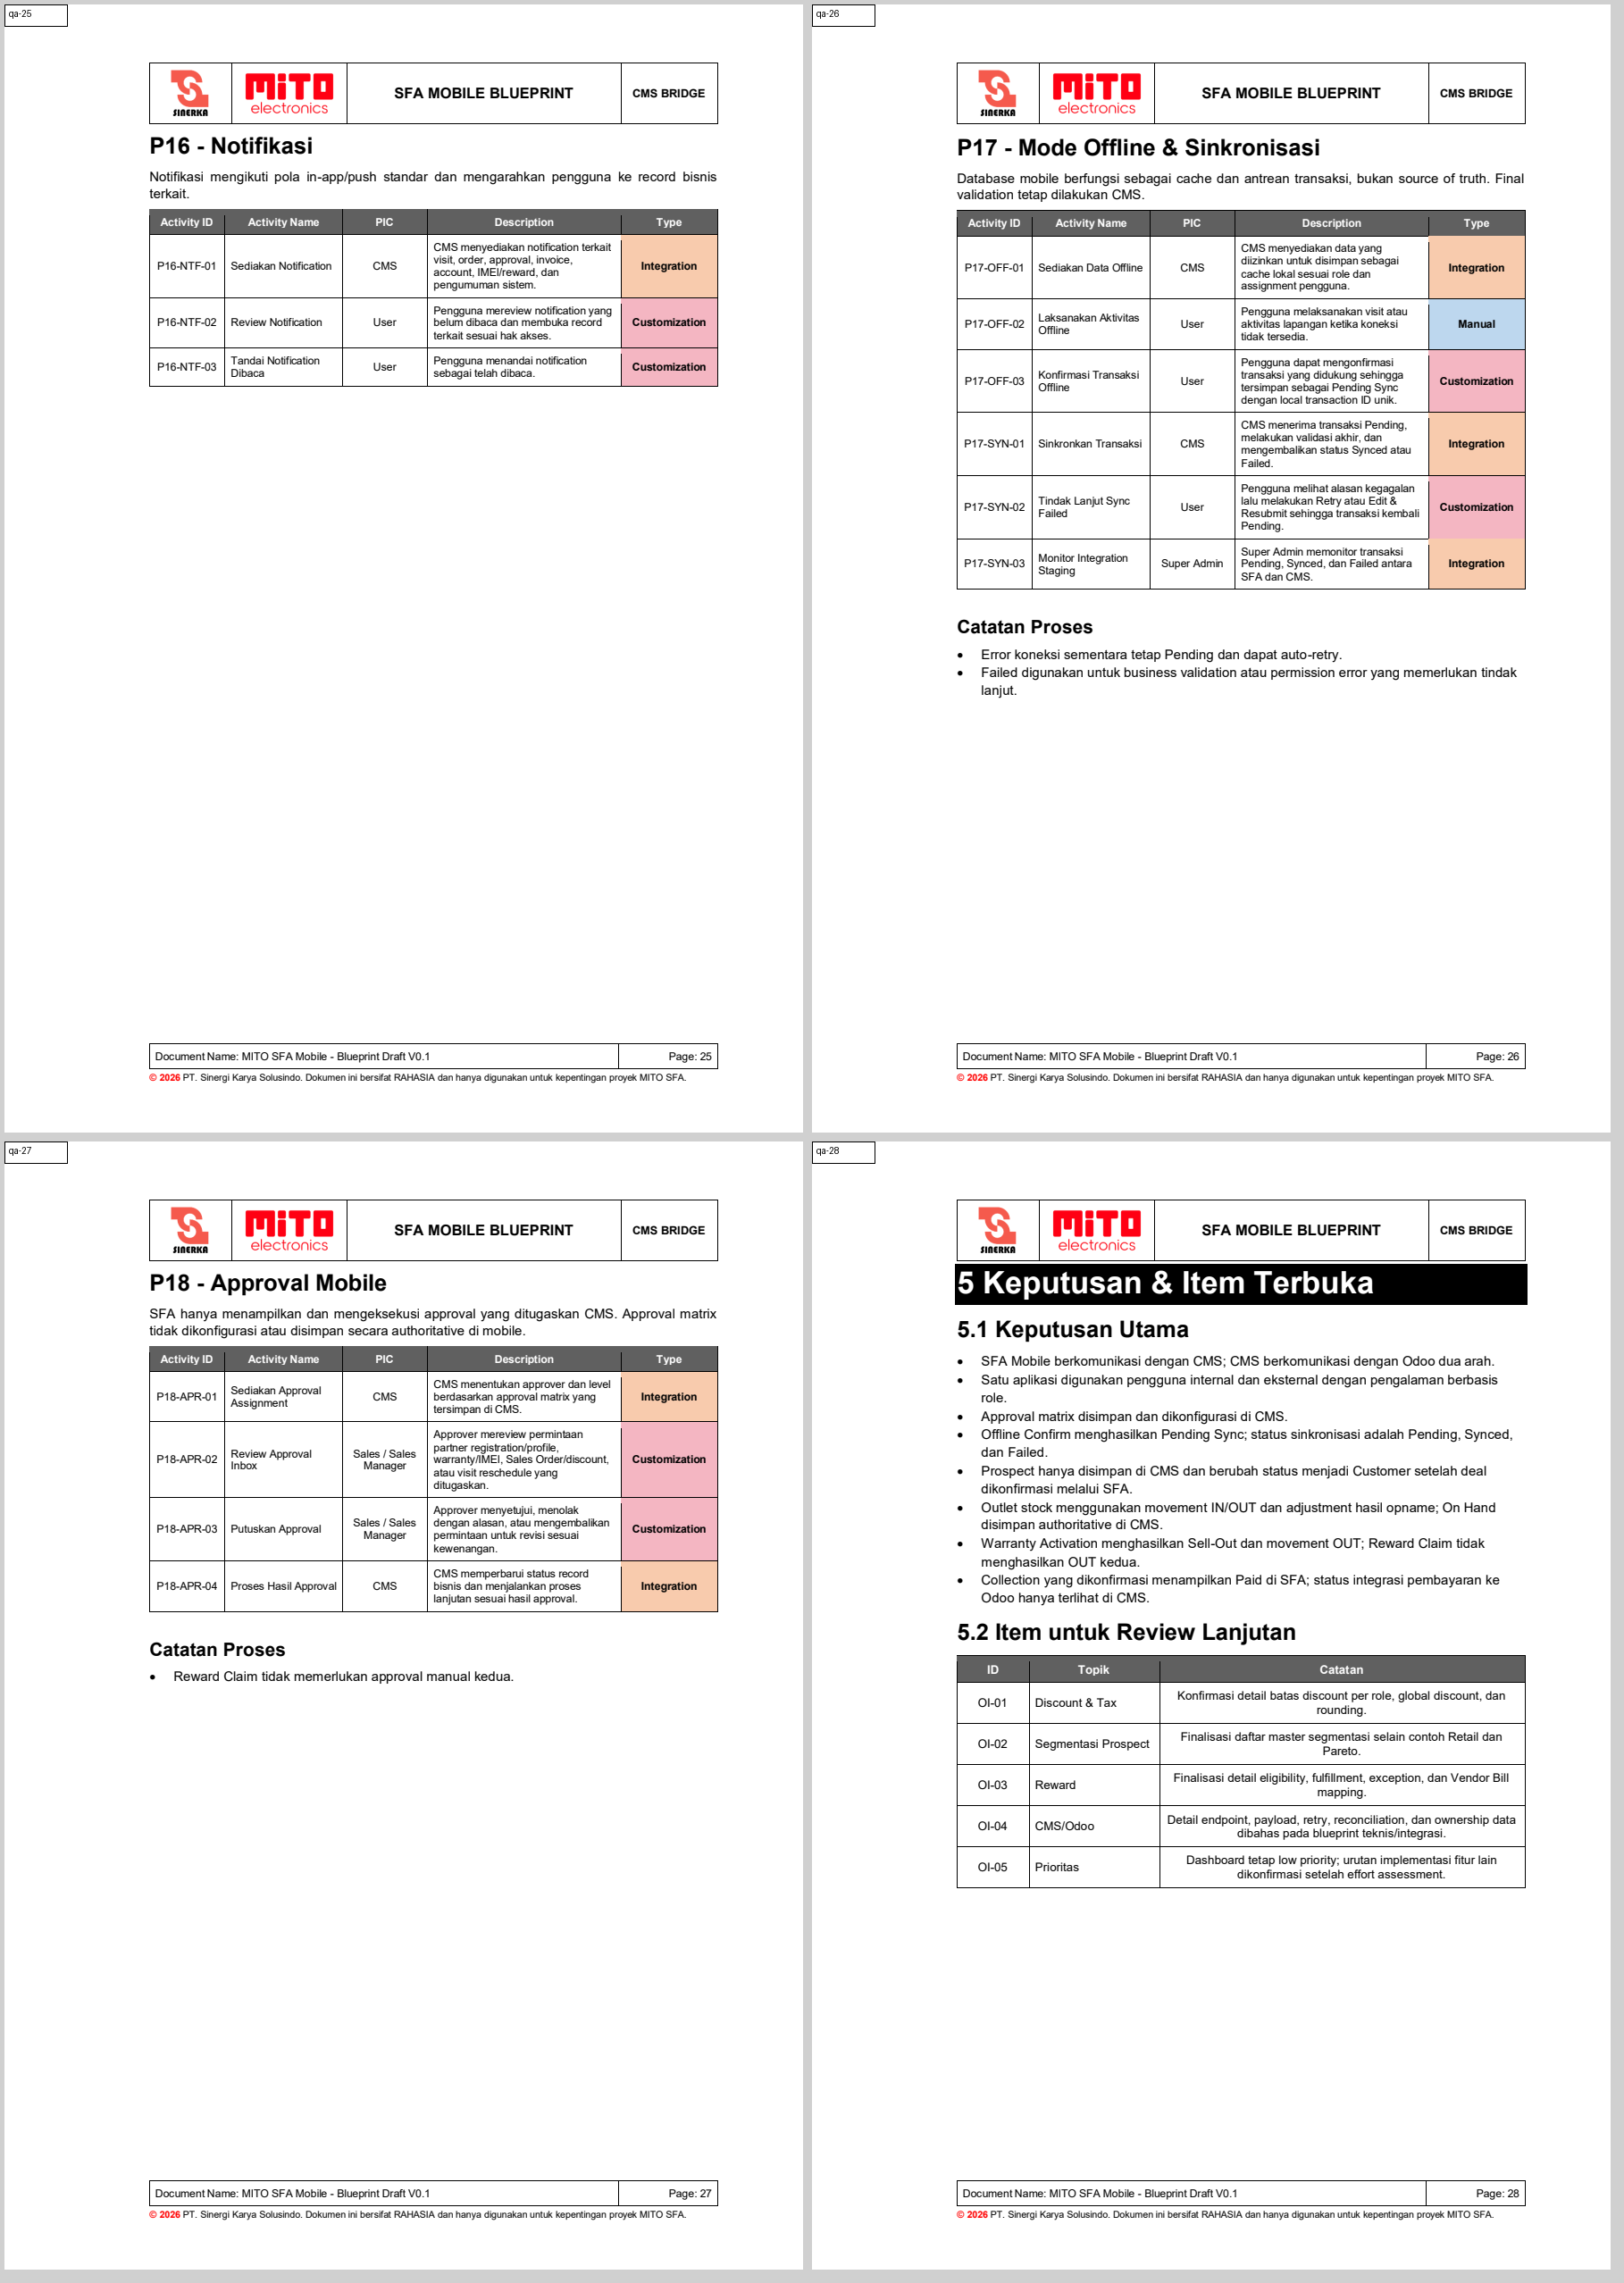 qa-25
SINERKA
MiTO
electronics
SFA MOBILE BLUEPRINT
CMS BRIDGE
P16 - Notifikasi
Notifikasi mengikuti pola in-app/push standar dan mengarahkan pengguna ke record bisnis
terkait.
Activity ID Activity Name PIC Description Type
P16-NTF-01 Sediakan Notification CMS CMS menyediakan notification terkait
visit, order, approval, invoice,
account, IMEI/reward, dan
pengumuman sistem. Integration
P16-NTF-02 Review Notification User Pengguna mereview notification yang
belum dibaca dan membuka record
terkait sesuai hak akses. Customization
P16-NTF-03 Tandai Notification
Dibaca User Pengguna menandai notification
sebagai telah dibaca. Customization
Document Name: MITO SFA Mobile - Blueprint Draft V0.1 Page: 25
© 2026 PT. Sinergi Karya Solusindo. Dokumen ini bersifat RAHASIA dan hanya digunakan untuk kepentingan proyek MITO SFA.
qa-26
SINERKA
MiTO
electronics
SFA MOBILE BLUEPRINT
CMS BRIDGE
P17 - Mode Offline & Sinkronisasi
Database mobile berfungsi sebagai cache dan antrean transaksi, bukan source of truth. Final
validation tetap dilakukan CMS.
Activity ID Activity Name PIC Description Type
P17-OFF-01 Sediakan Data Offline CMS CMS menyediakan data yang
diizinkan untuk disimpan sebagai
cache lokal sesuai role dan
assignment pengguna. Integration
P17-OFF-02 Laksanakan Aktivitas
Offline User Pengguna melaksanakan visit atau
aktivitas lapangan ketika koneksi
tidak tersedia. Manual
P17-OFF-03 Konfirmasi Transaksi
Offline User Pengguna dapat mengonfirmasi
transaksi yang didukung sehingga
tersimpan sebagai Pending Sync
dengan local transaction ID unik. Customization
P17-SYN-01 Sinkronkan Transaksi CMS CMS menerima transaksi Pending,
melakukan validasi akhir, dan
mengembalikan status Synced atau
Failed. Integration
P17-SYN-02 Tindak Lanjut Sync
Failed User Pengguna melihat alasan kegagalan
lalu melakukan Retry atau Edit &
Resubmit sehingga transaksi kembali
Pending. Customization
P17-SYN-03 Monitor Integration
Staging Super Admin Super Admin memonitor transaksi
Pending, Synced, dan Failed antara
SFA dan CMS. Integration
Catatan Proses
• Error koneksi sementara tetap Pending dan dapat auto-retry.
• Failed digunakan untuk business validation atau permission error yang memerlukan tindak
lanjut.
Document Name: MITO SFA Mobile - Blueprint Draft V0.1 Page: 26
© 2026 PT. Sinergi Karya Solusindo. Dokumen ini bersifat RAHASIA dan hanya digunakan untuk kepentingan proyek MITO SFA.
qa-27
SINERKA
MiTO
electronics
SFA MOBILE BLUEPRINT
CMS BRIDGE
P18 - Approval Mobile
SFA hanya menampilkan dan mengeksekusi approval yang ditugaskan CMS. Approval matrix
tidak dikonfigurasi atau disimpan secara authoritative di mobile.
Activity ID Activity Name PIC Description Type
P18-APR-01 Sediakan Approval
Assignment CMS CMS menentukan approver dan level
berdasarkan approval matrix yang
tersimpan di CMS. Integration
P18-APR-02 Review Approval
Inbox Sales / Sales
Manager Approver mereview permintaan
partner registration/profile,
warranty/IMEI, Sales Order/discount,
atau visit reschedule yang
ditugaskan. Customization
P18-APR-03 Putuskan Approval Sales / Sales
Manager Approver menyetujui, menolak
dengan alasan, atau mengembalikan
permintaan untuk revisi sesuai
kewenangan. Customization
P18-APR-04 Proses Hasil Approval CMS CMS memperbarui status record
bisnis dan menjalankan proses
lanjutan sesuai hasil approval. Integration
Catatan Proses
• Reward Claim tidak memerlukan approval manual kedua.
Document Name: MITO SFA Mobile - Blueprint Draft V0.1 Page: 27
© 2026 PT. Sinergi Karya Solusindo. Dokumen ini bersifat RAHASIA dan hanya digunakan untuk kepentingan proyek MITO SFA.
qa-28
SINERKA
MiTO
electronics
SFA MOBILE BLUEPRINT
CMS BRIDGE
5 Keputusan & Item Terbuka
5.1 Keputusan Utama
• SFA Mobile berkomunikasi dengan CMS; CMS berkomunikasi dengan Odoo dua arah.
• Satu aplikasi digunakan pengguna internal dan eksternal dengan pengalaman berbasis
role.
• Approval matrix disimpan dan dikonfigurasi di CMS.
• Offline Confirm menghasilkan Pending Sync; status sinkronisasi adalah Pending, Synced,
dan Failed.
• Prospect hanya disimpan di CMS dan berubah status menjadi Customer setelah deal
dikonfirmasi melalui SFA.
• Outlet stock menggunakan movement IN/OUT dan adjustment hasil opname; On Hand
disimpan authoritative di CMS.
• Warranty Activation menghasilkan Sell-Out dan movement OUT; Reward Claim tidak
menghasilkan OUT kedua.
• Collection yang dikonfirmasi menampilkan Paid di SFA; status integrasi pembayaran ke
Odoo hanya terlihat di CMS.
5.2 Item untuk Review Lanjutan
ID Topik Catatan
OI-01 Discount & Tax Konfirmasi detail batas discount per role, global discount, dan
rounding.
OI-02 Segmentasi Prospect Finalisasi daftar master segmentasi selain contoh Retail dan
Pareto.
OI-03 Reward Finalisasi detail eligibility, fulfillment, exception, dan Vendor Bill
mapping.
OI-04 CMS/Odoo Detail endpoint, payload, retry, reconciliation, dan ownership data
dibahas pada blueprint teknis/integrasi.
OI-05 Prioritas Dashboard tetap low priority; urutan implementasi fitur lain
dikonfirmasi setelah effort assessment.
Document Name: MITO SFA Mobile - Blueprint Draft V0.1 Page: 28
© 2026 PT. Sinergi Karya Solusindo. Dokumen ini bersifat RAHASIA dan hanya digunakan untuk kepentingan proyek MITO SFA.